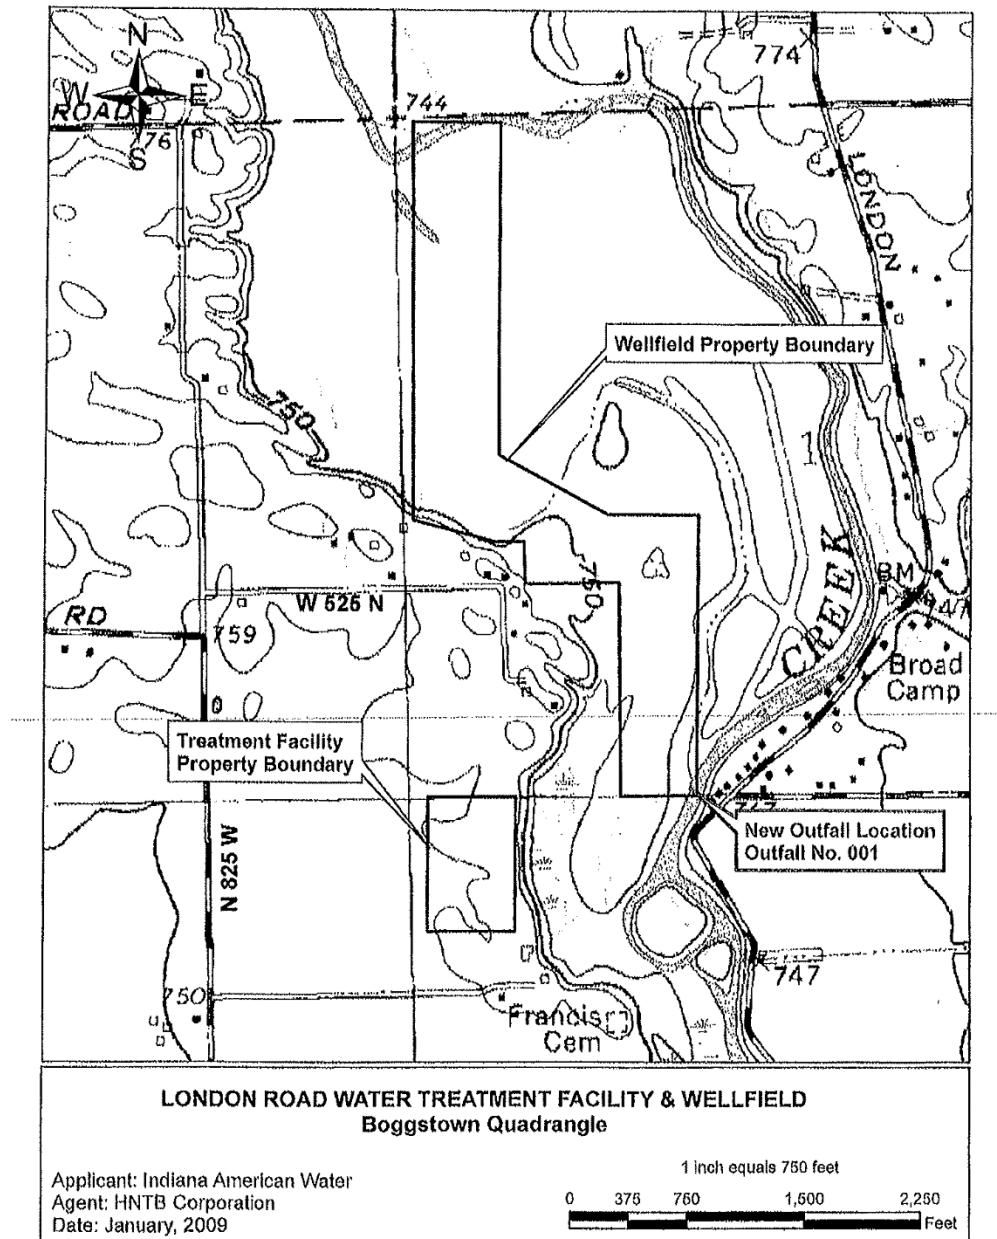 N
W E
S
ROAD
76
744
774
LONDON
Wellfield Property Boundary
750
1
CREEK
BM
747
750
W 525 N
RD
759
0
Broad
Camp
Treatment Facility
Property Boundary
New Outfall Location
Outfall No. 001
N 825 W
747
750
Francis
Cem
LONDON ROAD WATER TREATMENT FACILITY & WELLFIELD
Boggstown Quadrangle
1 inch equals 750 feet
Applicant: Indiana American Water
Agent: HNTB Corporation
Date: January, 2009
0 375 750 1,500 2,250
Feet